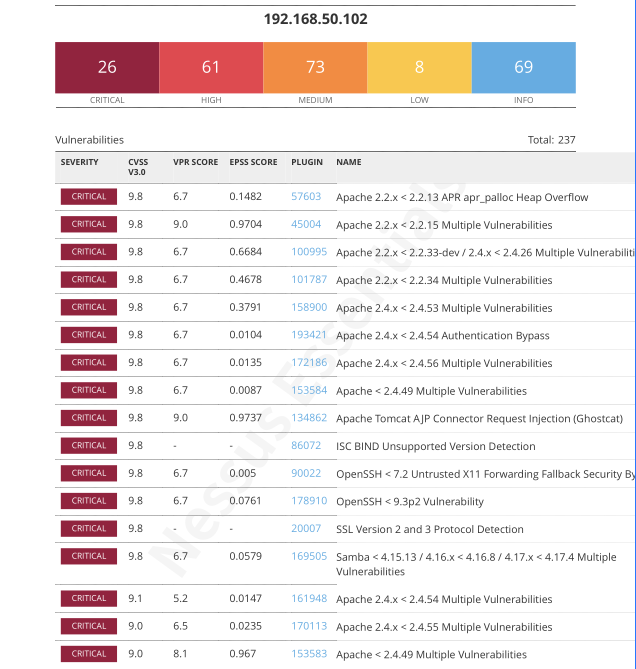 192.168.50.102
26 61 73 8 69
CRITICAL HIGH MEDIUM LOW INFO
Vulnerabilities Total: 237
SEVERITY CVSS V3.0 VPR SCORE EPSS SCORE PLUGIN NAME
CRITICAL 9.8 6.7 0.1482 57603 Apache 2.2.x < 2.2.13 APR apr_palloc Heap Overflow
CRITICAL 9.8 9.0 0.9704 45004 Apache 2.2.x < 2.2.15 Multiple Vulnerabilities
CRITICAL 9.8 6.7 0.6684 100995 Apache 2.2.x < 2.2.33-dev / 2.4.x < 2.4.26 Multiple Vulnerabiliti
CRITICAL 9.8 6.7 0.4678 101787 Apache 2.2.x < 2.2.34 Multiple Vulnerabilities
CRITICAL 9.8 6.7 0.3791 158900 Apache 2.4.x < 2.4.53 Multiple Vulnerabilities
CRITICAL 9.8 6.7 0.0104 193421 Apache 2.4.x < 2.4.54 Authentication Bypass
CRITICAL 9.8 6.7 0.0135 172186 Apache 2.4.x < 2.4.56 Multiple Vulnerabilities
CRITICAL 9.8 6.7 0.0087 153584 Apache < 2.4.49 Multiple Vulnerabilities
CRITICAL 9.8 9.0 0.9737 134862 Apache Tomcat AJP Connector Request Injection (Ghostcat)
CRITICAL 9.8 - - 86072 ISC BIND Unsupported Version Detection
CRITICAL 9.8 6.7 0.005 90022 OpenSSH < 7.2 Untrusted X11 Forwarding Fallback Security By
CRITICAL 9.8 6.7 0.0761 178910 OpenSSH < 9.3p2 Vulnerability
CRITICAL 9.8 - - 20007 SSL Version 2 and 3 Protocol Detection
CRITICAL 9.8 6.7 0.0579 169505 Samba < 4.15.13 / 4.16.x < 4.16.8 / 4.17.x < 4.17.4 Multiple
Vulnerabilities
CRITICAL 9.1 5.2 0.0147 161948 Apache 2.4.x < 2.4.54 Multiple Vulnerabilities
CRITICAL 9.0 6.5 0.0235 170113 Apache 2.4.x < 2.4.55 Multiple Vulnerabilities
CRITICAL 9.0 8.1 0.967 153583 Apache < 2.4.49 Multiple Vulnerabilities
Nessus Essentials